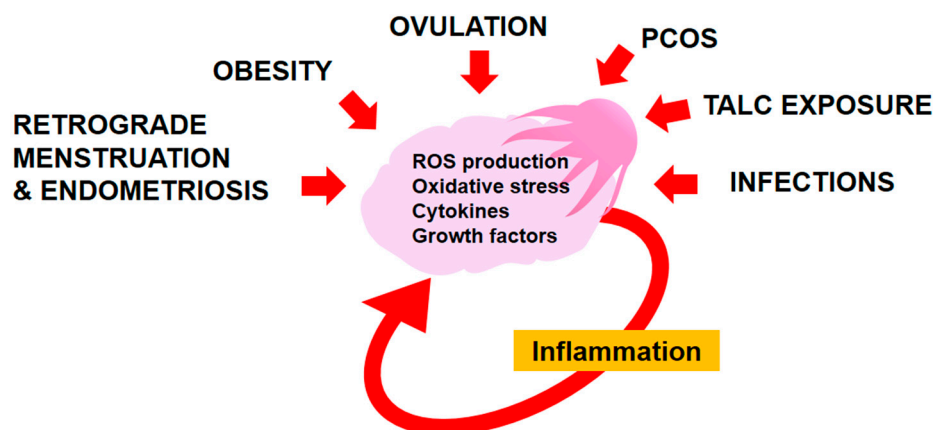 OVULATION
PCOS
OBESITY
TALC EXPOSURE
RETROGRADE
MENSTRUATION
& ENDOMETRIOSIS
ROS production
Oxidative stress
Cytokines
Growth factors
INFECTIONS
Inflammation